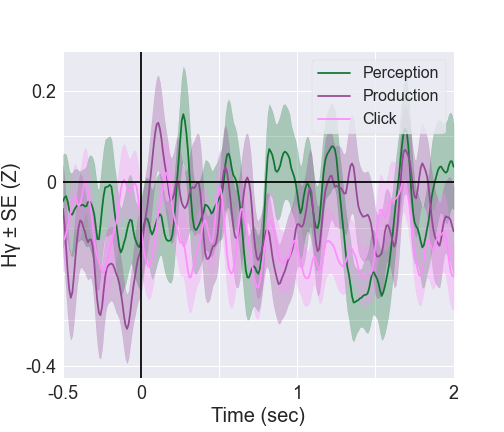 Perception
Production
Click
0.2
0
-0.4
Hγ ± SE (Z)
-0.5
0
1
2
Time (sec)